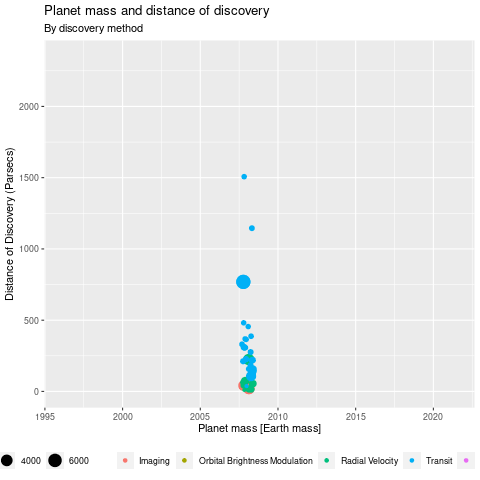 Planet mass and distance of discovery
By discovery method
Distance of Discovery (Parsecs)
2000
1500
1000
500
0
1995 2000 2005 2010 2015 2020
Planet mass [Earth mass]
4000 6000 Imaging Orbital Brightness Modulation Radial Velocity Transit